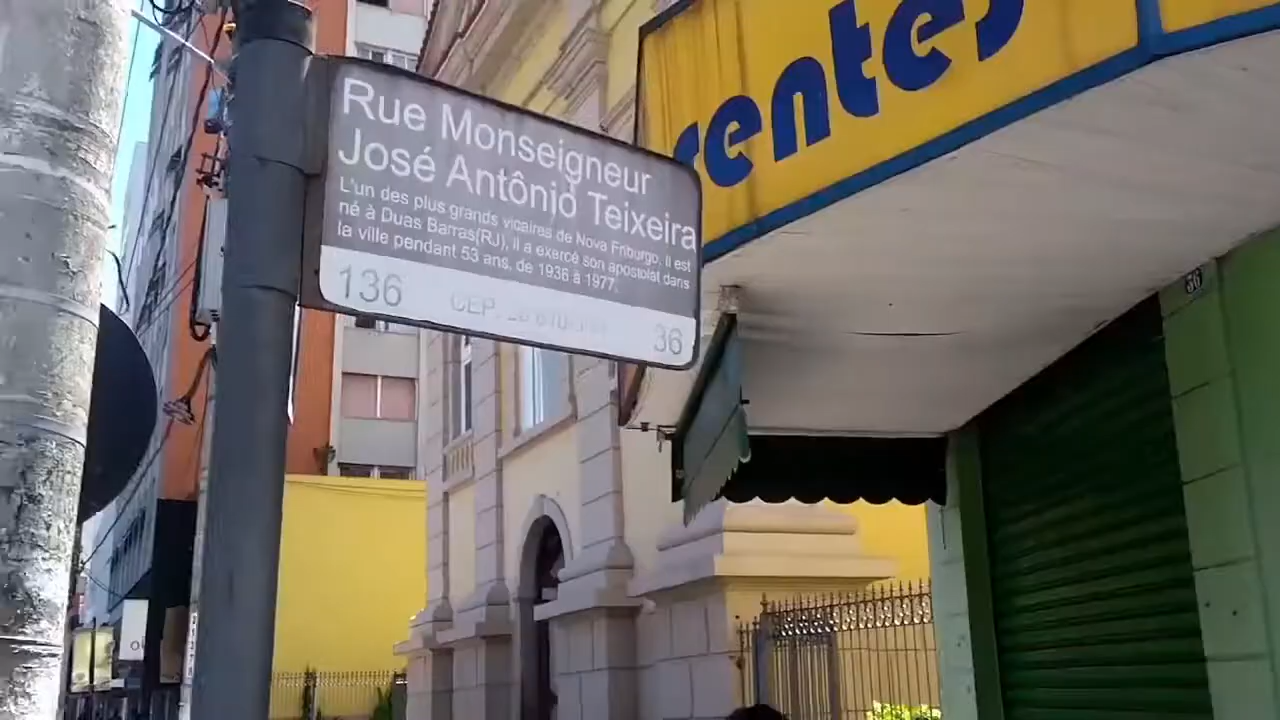 Rue Monseigneur
José Antônio Teixeira
L'un des plus grands vicaires de Nova Friburgo, il est
né à Duas Barras(RJ), il a exercé son apostolat dans
la ville pendant 53 ans, de 1936 à 1977.
136 CEP. 36
entes
36